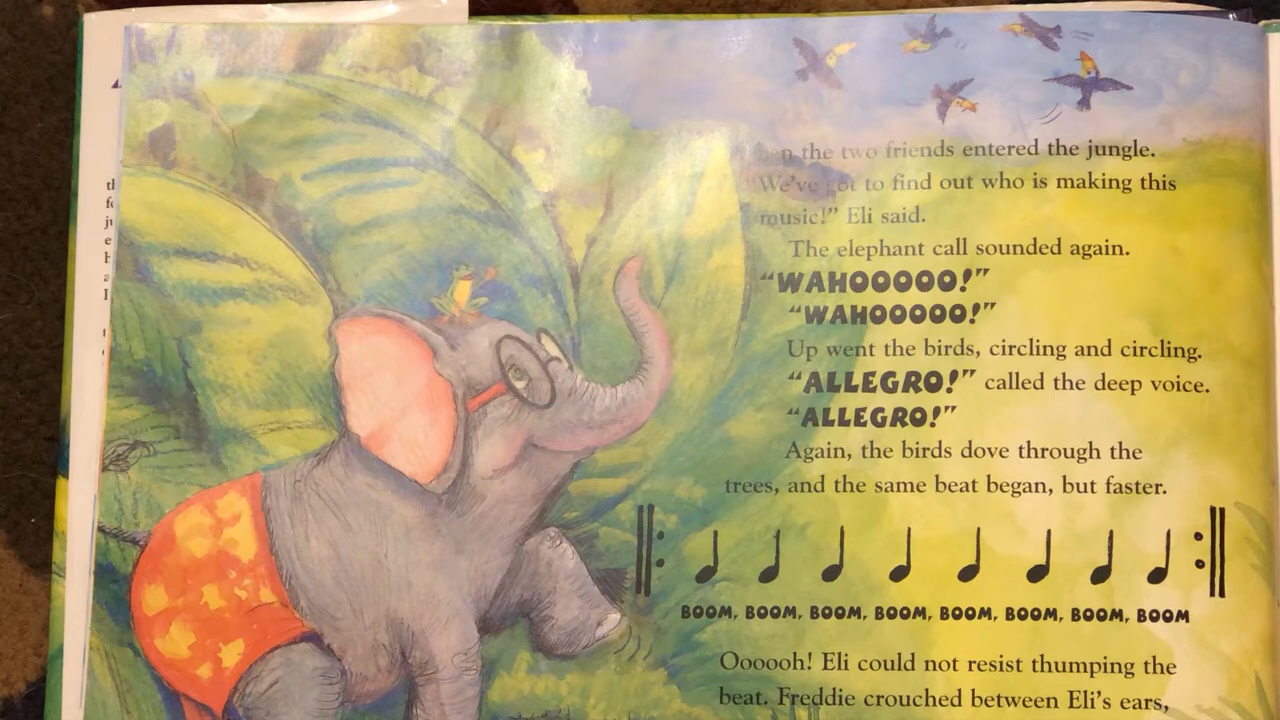 the two friends entered the jungle.
"We've got to find out who is making this
music!" Eli said.
The elephant call sounded again.
"WAHOOOOO!"
"WAHOOOOO!"
Up went the birds, circling and circling.
"ALLEGRO!" called the deep voice.
"ALLEGRO!"
Again, the birds dove through the
trees, and the same beat began, but faster.
BOOM, BOOM, BOOM, BOOM, BOOM, BOOM, BOOM, BOOM
Oooooh! Eli could not resist thumping the
beat. Freddie crouched between Eli's ears,